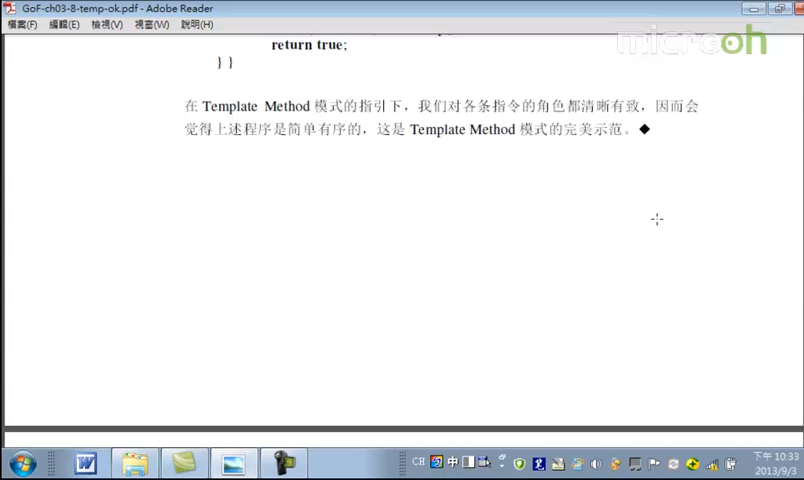 GoF-ch03-8-temp-ok.pdf - Adobe Reader
檔案(F) 編輯(E) 檢視(V) 視窗(W) 說明(H)
microoh
return true;
} }
在 Template Method 模式的指引下，我们对各条指令的角色都清晰有致，因而会
觉得上述程序是简单有序的，这是 Template Method 模式的完美示范。◆
CH 中
下午 10:33
2013/9/3